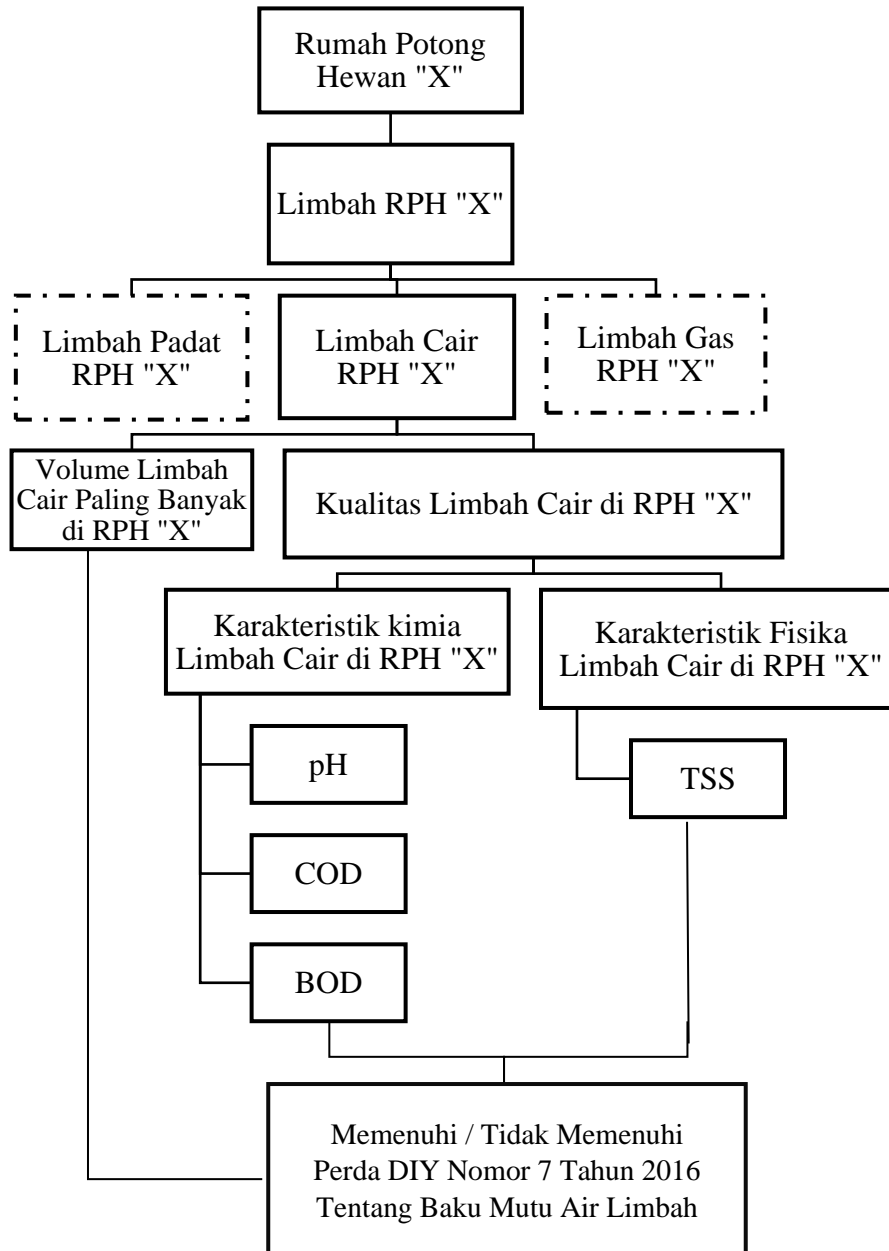 Rumah Potong
Hewan "X"
Limbah RPH "X"
Limbah Padat
RPH "X"
Limbah Cair
RPH "X"
Limbah Gas
RPH "X"
Volume Limbah
Cair Paling Banyak
di RPH "X"
Kualitas Limbah Cair di RPH "X"
Karakteristik kimia
Limbah Cair di RPH "X"
Karakteristik Fisika
Limbah Cair di RPH "X"
pH
TSS
COD
BOD
Memenuhi / Tidak Memenuhi
Perda DIY Nomor 7 Tahun 2016
Tentang Baku Mutu Air Limbah